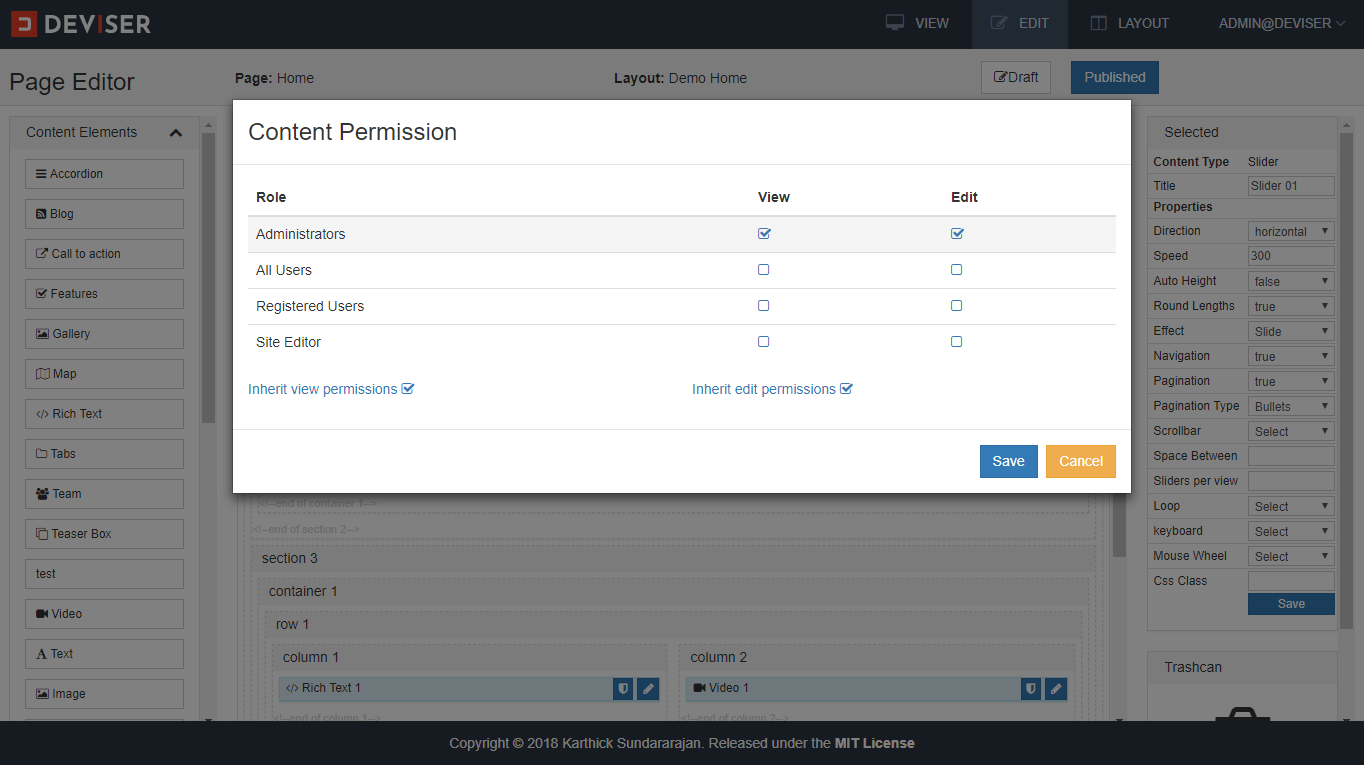 DEVISER
VIEW
EDIT
LAYOUT
ADMIN@DEVISER
Page Editor
Page: Home
Layout: Demo Home
Draft
Published
Content Elements
Accordion
Blog
Call to action
Features
Gallery
Map
Rich Text
Tabs
Team
Teaser Box
test
Video
Text
Image
Content Permission
Role View Edit
Administrators
All Users
Registered Users
Site Editor
Inherit view permissions
Inherit edit permissions
Save
Cancel
<!--end of container 1-->
<!--end of section 2-->
section 3
container 1
row 1
column 1
Rich Text 1
<!--end of column 1-->
column 2
Video 1
<!--end of column 2-->
Selected
Content Type Slider
Title Slider 01
Properties
Direction horizontal
Speed 300
Auto Height false
Round Lengths true
Effect Slide
Navigation true
Pagination true
Pagination Type Bullets
Scrollbar Select
Space Between
Sliders per view
Loop Select
keyboard Select
Mouse Wheel Select
Css Class
Save
Trashcan
Copyright © 2018 Karthick Sundararajan. Released under the MIT License